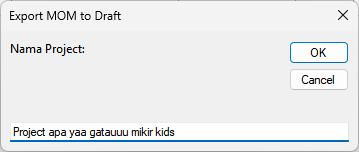 Export MOM to Draft
Nama Project:
OK
Cancel
Project apa yaa gatauuu mikir kids